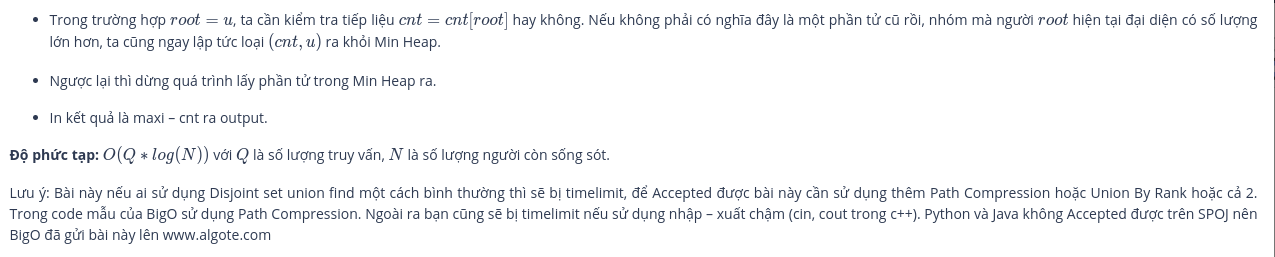 • Trong trường hợp root = u, ta cần kiểm tra tiếp liệu cnt = cnt[root] hay không. Nếu không phải có nghĩa đây là một phần tử cũ rồi, nhóm mà người root hiện tại đại diện có số lượng
lớn hơn, ta cũng ngay lập tức loại (cnt, u) ra khỏi Min Heap.
• Ngược lại thì dừng quá trình lấy phần tử trong Min Heap ra.
• In kết quả là maxi – cnt ra output.
Độ phức tạp: O(Q * log(N)) với Q là số lượng truy vấn, N là số lượng người còn sống sót.
Lưu ý: Bài này nếu ai sử dụng Disjoint set union find một cách bình thường thì sẽ bị timelimit, để Accepted được bài này cần sử dụng thêm Path Compression hoặc Union By Rank hoặc cả 2.
Trong code mẫu của BigO sử dụng Path Compression. Ngoài ra bạn cũng sẽ bị timelimit nếu sử dụng nhập – xuất chậm (cin, cout trong c++). Python và Java không Accepted được trên SPOJ nên
BigO đã gửi bài này lên www.algote.com